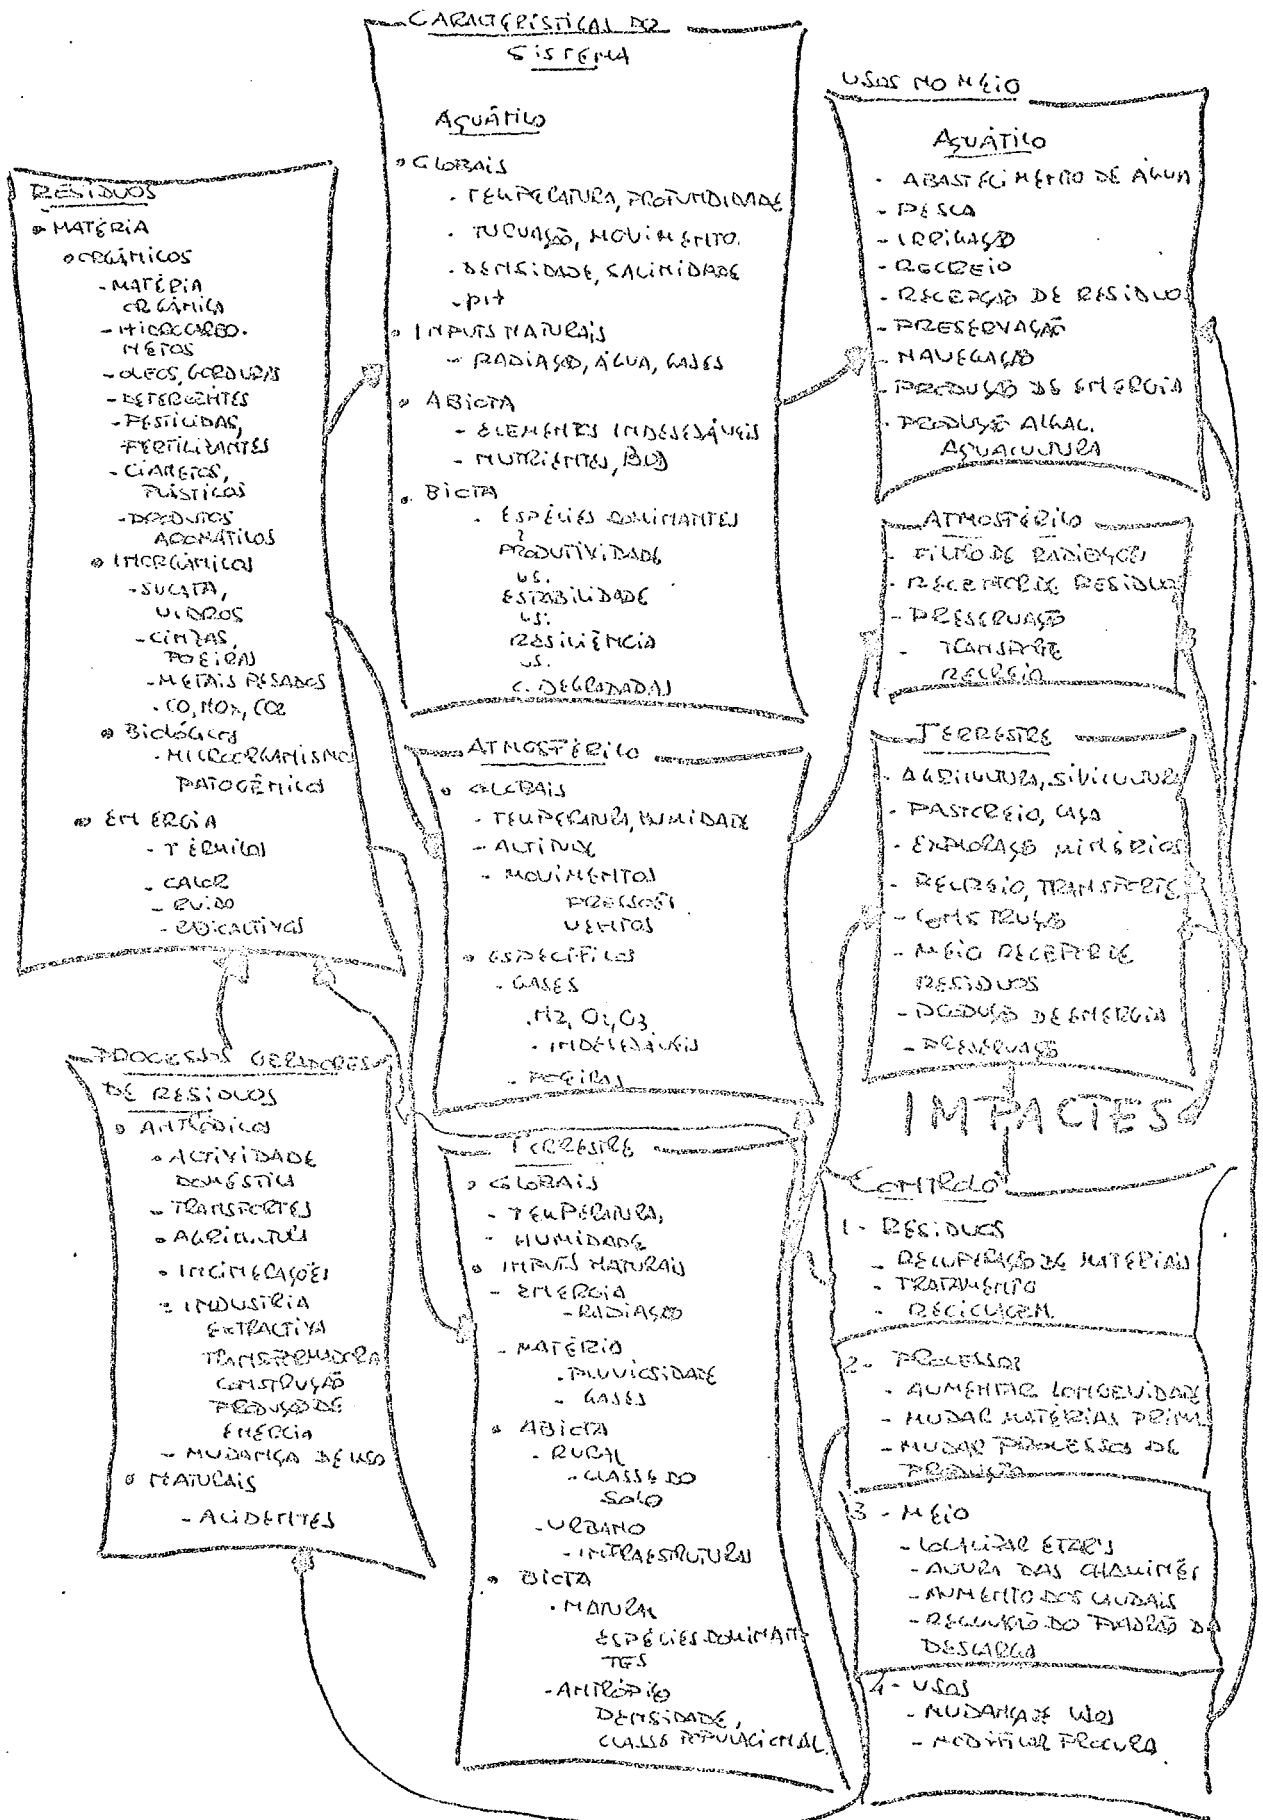 CARACTERÍSTICAS DO
SISTEMA
AQUÁTICO
GLOBAIS
- TEMPERATURA, PROFUNDIDADE
- TURVAÇÃO, MOVIMENTO.
- DENSIDADE, SALINIDADE
- pH
INPUTS NATURAIS
- RADIAÇÃO, ÁGUA, GASES
ABIOTA
- ELEMENTOS INDESEJÁVEIS
- NUTRIENTES, BOD
BIOTA
- ESPÉCIES DOMINANTES
PRODUTIVIDADE
vs.
ESTABILIDADE
vs.
RESILIÊNCIA
vs.
C. DEGRADADAS
ATMOSFÉRICO
GLOBAIS
- TEMPERATURA, HUMIDADE
- ALTITUDE
- MOVIMENTOS
PRESSÕES
VENTOS
ESPECÍFICOS
- GASES
. N2, O2, O3
- INDESEJÁVEIS
- POEIRAS
TERRESTRE
GLOBAIS
- TEMPERATURA,
- HUMIDADE
INPUTS NATURAIS
- ENERGIA
- RADIAÇÃO
- MATÉRIA
. PLUVIOSIDADE
- GASES
ABIOTA
- RURAL
- CLASSE DO
SOLO
- URBANO
- INFRAESTRUTURAS
BIOTA
- NATURAL
ESPÉCIES DOMINAN-
TES
- ANTRÓPICO
DENSIDADE,
CLASSE POPULACIONAL
RESÍDUOS
MATÉRIA
ORGÂNICOS
- MATÉRIA
ORGÂNICA
- HIDROCARBO-
NETOS
- OLEOS, GORDURAS
- DETERGENTES
- PESTICIDAS,
FERTILIZANTES
- CIANETOS,
PLÁSTICOS
- PRODUTOS
AROMÁTICOS
INORGÂNICOS
- SUCATA,
VIDROS
- CINZAS,
POEIRAS
- METAIS PESADOS
- CO, NOx, CO2
BIOLÓGICOS
- MICROORGANISMOS
PATOGÊNICOS
ENERGIA
- TÉRMICOS
- CALOR
- RUIDO
- RADIOACTIVOS
PROCESSOS GERADORES
DE RESÍDUOS
ANTRÓPICOS
ACTIVIDADE
DOMÉSTICA
- TRANSPORTES
AGRICULTURA
INCINERAÇÕES
INDUSTRIA
EXTRACTIVA
TRANSFORMADORA
CONSTRUÇÃO
PRODUÇÃO DE
ENERGIA
- MUDANÇA DE USO
NATURAIS
- ACIDENTES
USOS NO MEIO
AQUÁTICO
- ABASTECIMENTO DE ÁGUA
- PESCA
- IRRIGAÇÃO
- RECREIO
- RECEPÇÃO DE RESÍDUOS
- PRESERVAÇÃO
- NAVEGAÇÃO
- PRODUÇÃO DE ENERGIA
- PRODUÇÃO ALGAL.
AQUACULTURA
ATMOSFÉRICO
- FILTRO DE RADIAÇÕES
- RECEPTOR DE RESÍDUOS
- PRESERVAÇÃO
- TRANSPORTE
RECREIO
TERRESTRE
- AGRICULTURA, SILVICULTURA
- PASTOREIO, CAÇA
- EXPLORAÇÃO MINÉRIOS
- RECREIO, TRANSPORTE
- CONSTRUÇÃO
- MEIO RECEPTOR DE
RESÍDUOS
- PRODUÇÃO DE ENERGIA
- PRESERVAÇÃO
IMPACTES
CONTROLO
1 - RESÍDUOS
- RECUPERAÇÃO DE MATERIAIS
- TRATAMENTO
- RECICLAGEM
2 - PROCESSOS
- AUMENTAR LONGEVIDADE
- MUDAR MATÉRIAS PRIMAS
- MUDAR PROCESSOS DE
PRODUÇÃO
3 - MEIO
- LOCALIZAR ETAR'S
- ALTURA DAS CHAMINÉS
- AUMENTO DOS CAUDAIS
DO PADRÃO DA
DESCARGA
4 - USOS
- MUDANÇA DE USOS
- MODIFICAR PROCURA